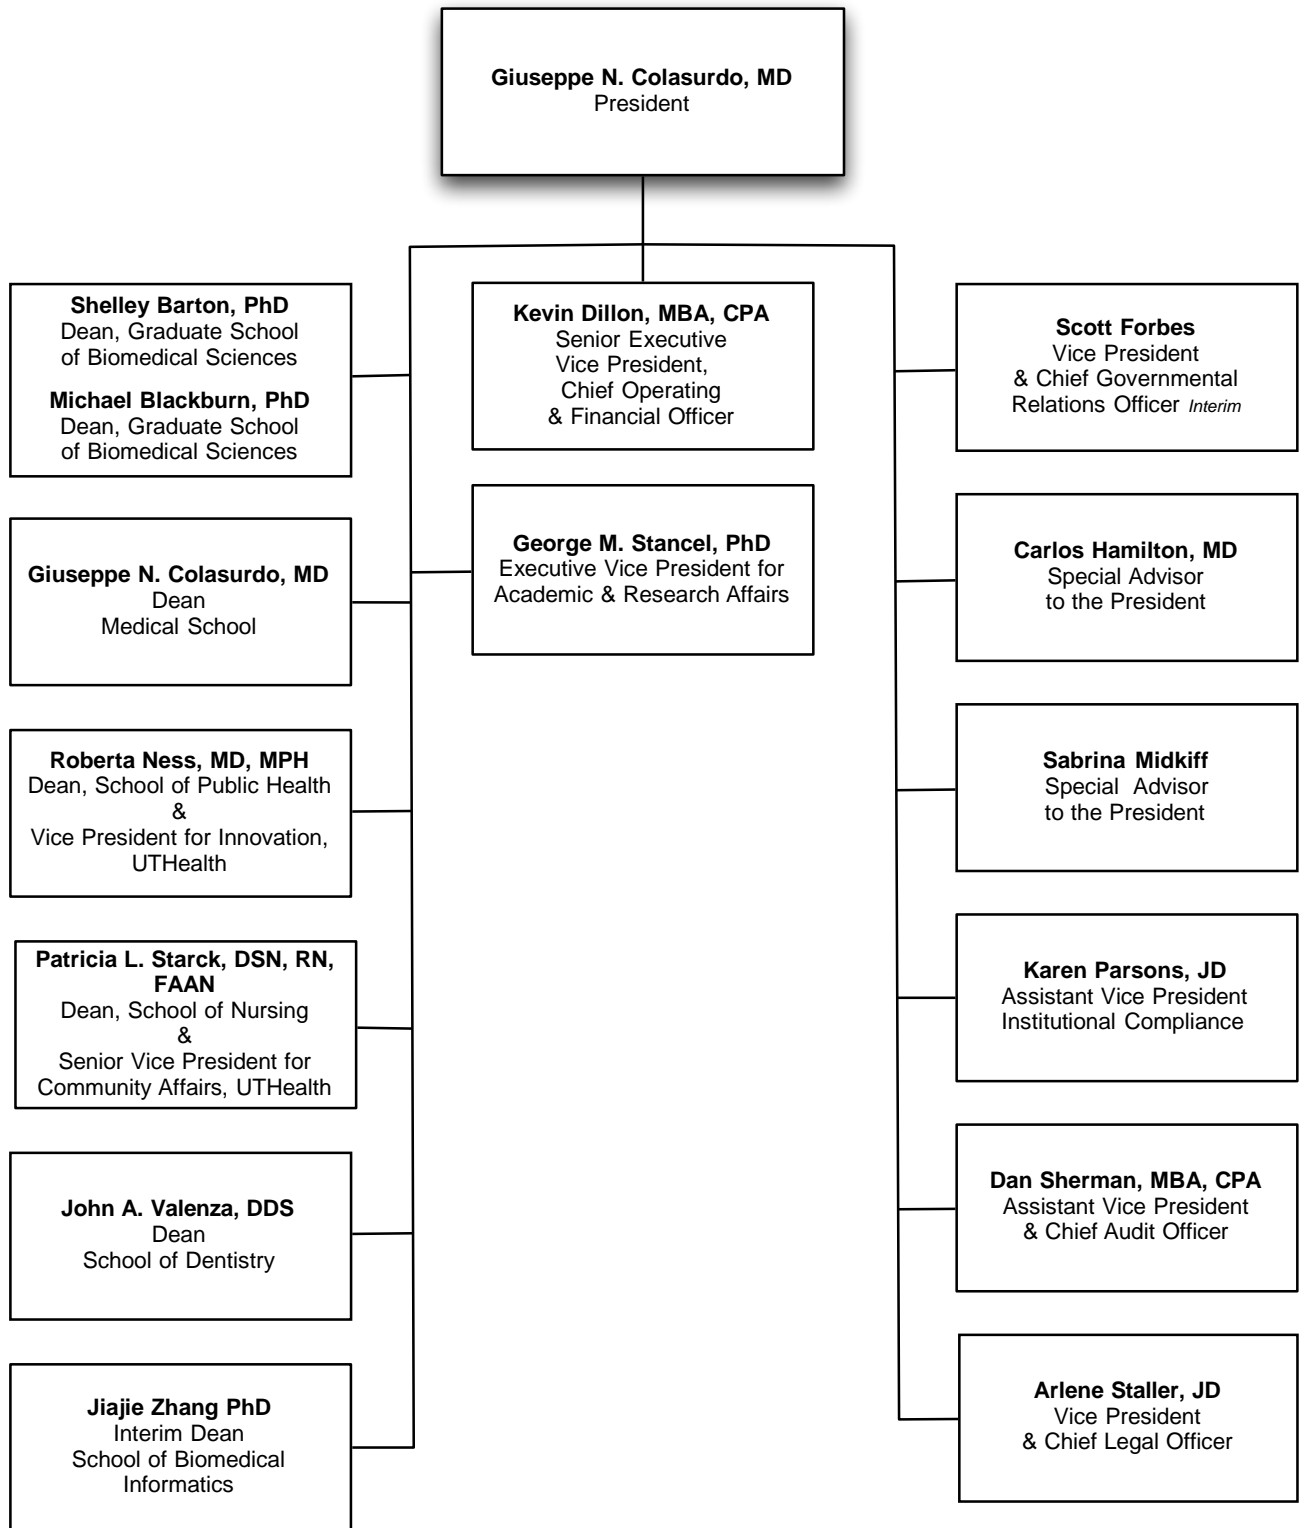 Giuseppe N. Colasurdo, MD
President
Shelley Barton, PhD
Dean, Graduate School
of Biomedical Sciences
Michael Blackburn, PhD
Dean, Graduate School
of Biomedical Sciences
Giuseppe N. Colasurdo, MD
Dean
Medical School
Roberta Ness, MD, MPH
Dean, School of Public Health
&
Vice President for Innovation,
UTHealth
Patricia L. Starck, DSN, RN,
FAAN
Dean, School of Nursing
&
Senior Vice President for
Community Affairs, UTHealth
John A. Valenza, DDS
Dean
School of Dentistry
Jiajie Zhang PhD
Interim Dean
School of Biomedical
Informatics
Kevin Dillon, MBA, CPA
Senior Executive
Vice President,
Chief Operating
& Financial Officer
George M. Stancel, PhD
Executive Vice President for
Academic & Research Affairs
Scott Forbes
Vice President
& Chief Governmental
Relations Officer Interim
Carlos Hamilton, MD
Special Advisor
to the President
Sabrina Midkiff
Special Advisor
to the President
Karen Parsons, JD
Assistant Vice President
Institutional Compliance
Dan Sherman, MBA, CPA
Assistant Vice President
& Chief Audit Officer
Arlene Staller, JD
Vice President
& Chief Legal Officer